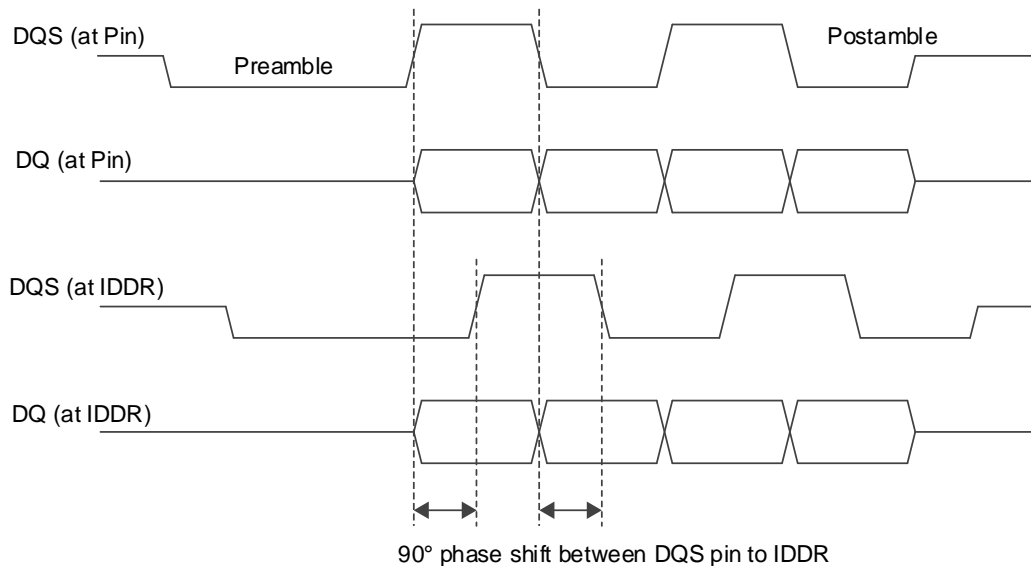 DQS (at Pin)
Preamble
Postamble
DQ (at Pin)
DQS (at IDDR)
DQ (at IDDR)
90° phase shift between DQS pin to IDDR